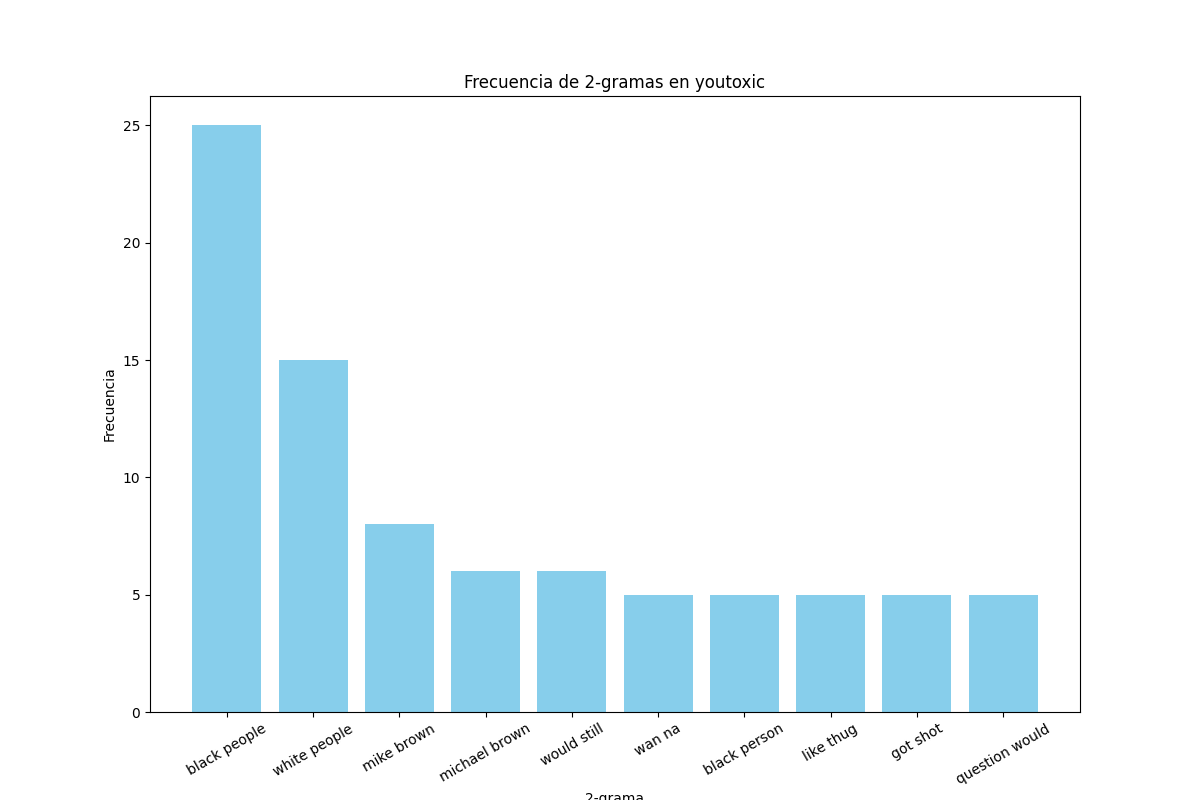 Frecuencia de 2-gramas en youtoxic
Frecuencia
25
20
15
10
5
0
black people
white people
mike brown
michael brown
would still
wan na
black person
like thug
got shot
question would
2-grama